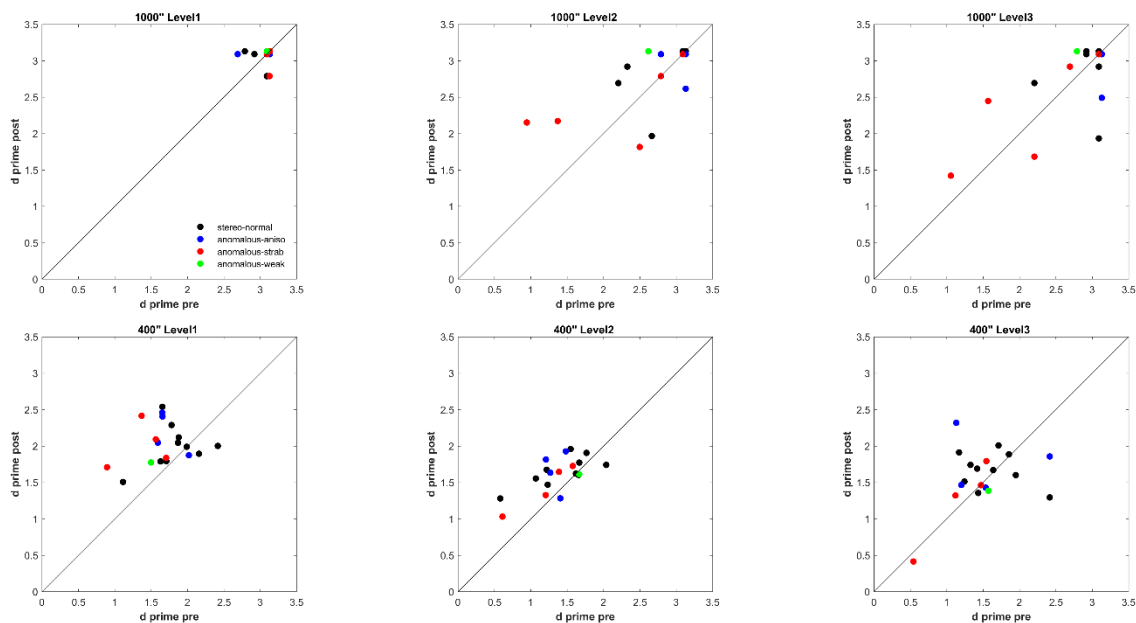 1000" Level1
3.5
3
2.5
2
1.5
1
0.5
0
d prime post
0 0.5 1 1.5 2 2.5 3 3.5
d prime pre
stereo-normal
anomalous-aniso
anomalous-strab
anomalous-weak
1000" Level2
3.5
3
2.5
2
1.5
1
0.5
0
d prime post
0 0.5 1 1.5 2 2.5 3 3.5
d prime pre
1000" Level3
3.5
3
2.5
2
1.5
1
0.5
0
d prime post
0 0.5 1 1.5 2 2.5 3 3.5
d prime pre
400" Level1
3.5
3
2.5
2
1.5
1
0.5
0
d prime post
0 0.5 1 1.5 2 2.5 3 3.5
d prime pre
400" Level2
3.5
3
2.5
2
1.5
1
0.5
0
d prime post
0 0.5 1 1.5 2 2.5 3 3.5
d prime pre
400" Level3
3.5
3
2.5
2
1.5
1
0.5
0
d prime post
0 0.5 1 1.5 2 2.5 3 3.5
d prime pre